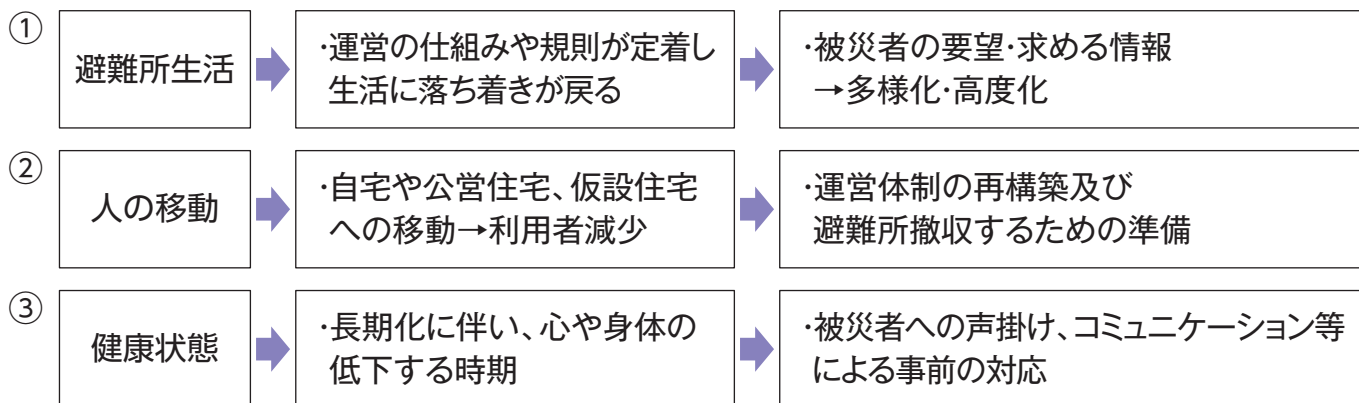 ①
避難所生活
・運営の仕組みや規則が定着し
生活に落ち着きが戻る
・被災者の要望・求める情報
→多様化・高度化
②
人の移動
・自宅や公営住宅、仮設住宅
への移動→利用者減少
・運営体制の再構築及び
避難所撤収するための準備
③
健康状態
・長期化に伴い、心や身体の
低下する時期
・被災者への声掛け、コミュニケーション等
による事前の対応